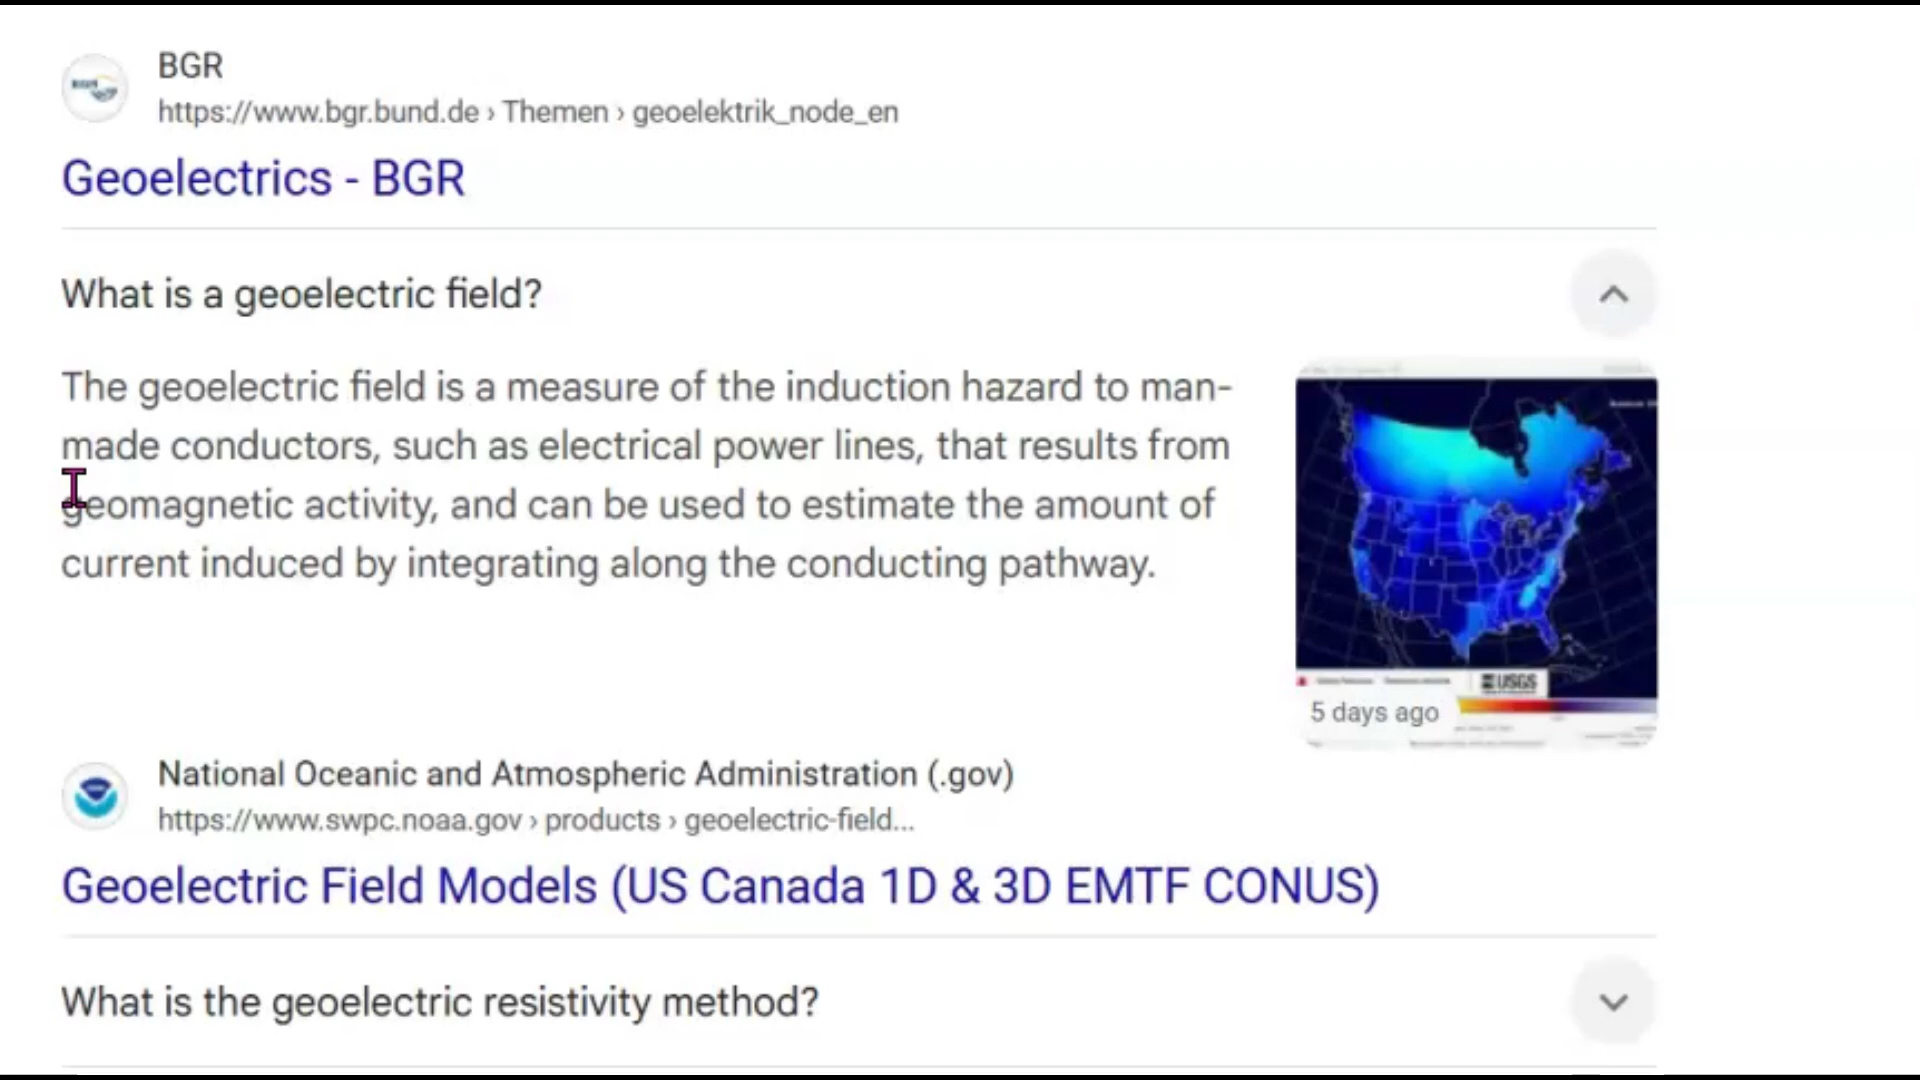 BGR
https://www.bgr.bund.de › Themen › geoelektrik_node_en
Geoelectrics - BGR
What is a geoelectric field?
The geoelectric field is a measure of the induction hazard to man-
made conductors, such as electrical power lines, that results from
geomagnetic activity, and can be used to estimate the amount of
current induced by integrating along the conducting pathway.
USGS
5 days ago
National Oceanic and Atmospheric Administration (.gov)
https://www.swpc.noaa.gov › products › geoelectric-field...
Geoelectric Field Models (US Canada 1D & 3D EMTF CONUS)
What is the geoelectric resistivity method?